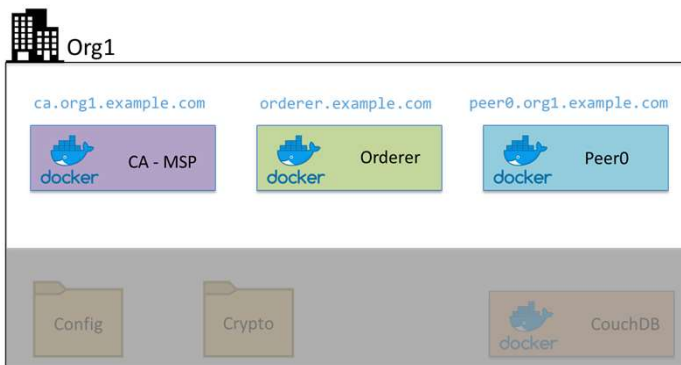 Org1
ca.org1.example.com
orderer.example.com
peer0.org1.example.com
docker
CA - MSP
docker
Orderer
docker
Peer0
Config
Crypto
docker
CouchDB